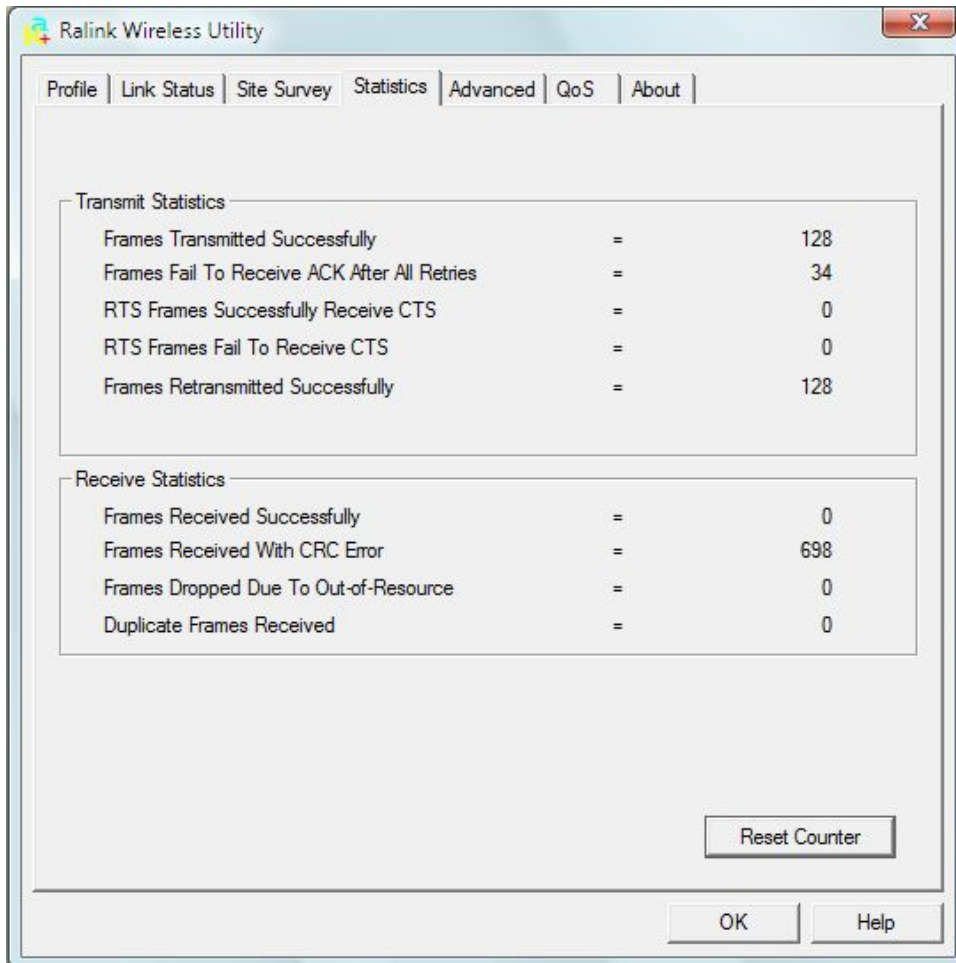 Ralink Wireless Utility
Profile Link Status Site Survey Statistics Advanced QoS About
Transmit Statistics
Frames Transmitted Successfully = 128
Frames Fail To Receive ACK After All Retries = 34
RTS Frames Successfully Receive CTS = 0
RTS Frames Fail To Receive CTS = 0
Frames Retransmitted Successfully = 128
Receive Statistics
Frames Received Successfully = 0
Frames Received With CRC Error = 698
Frames Dropped Due To Out-of-Resource = 0
Duplicate Frames Received = 0
Reset Counter
OK Help